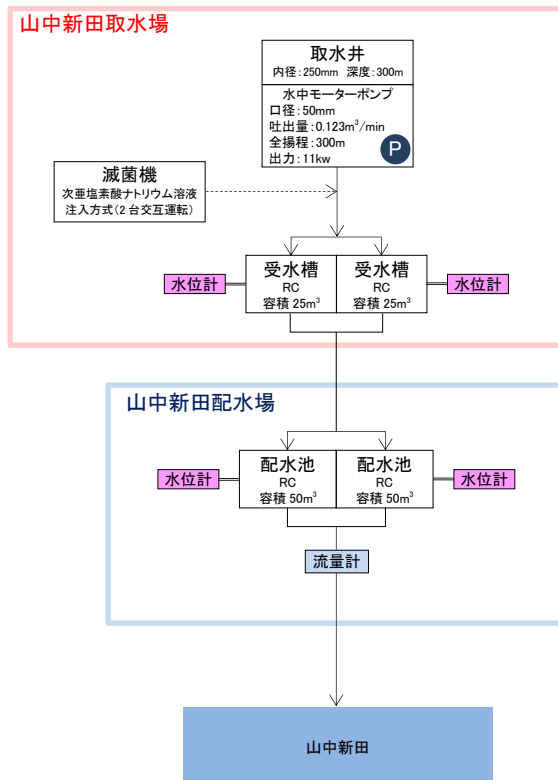 山中新田取水場
取水井
内径:250mm 深度:300m
水中モーターポンプ
口径:50mm
吐出量:0.123m³/min
全揚程:300m
出力:11kw
P
滅菌機
次亜塩素酸ナトリウム溶液
注入方式(2台交互運転)
受水槽
RC
容積 25m³
受水槽
RC
容積 25m³
水位計
水位計
山中新田配水場
配水池
RC
容積 50m³
配水池
RC
容積 50m³
水位計
水位計
流量計
山中新田